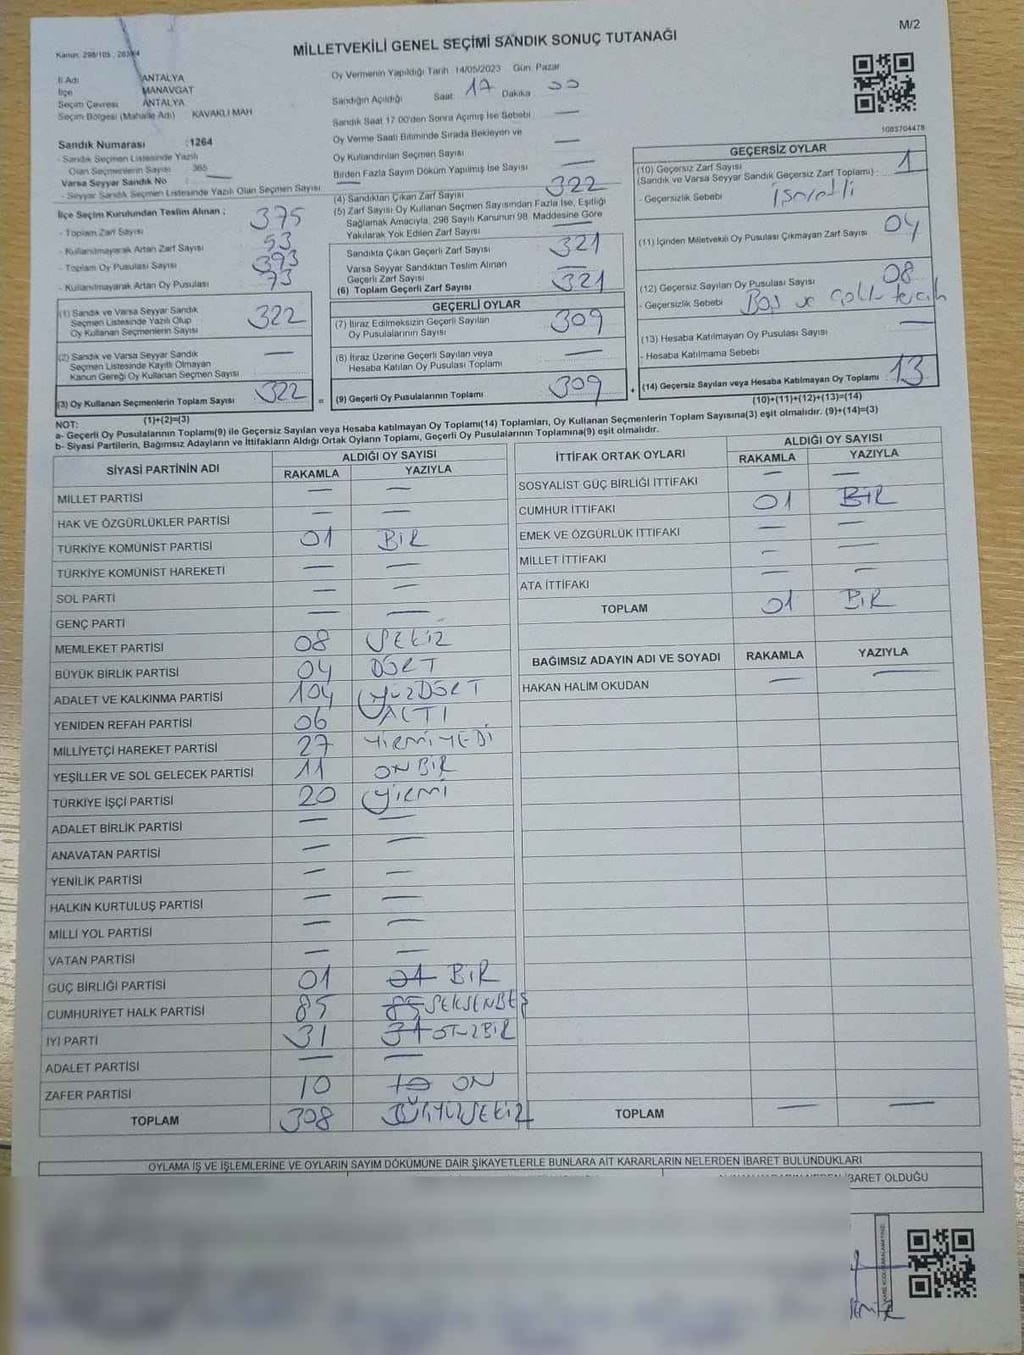 M/2
MİLLETVEKİLİ GENEL SEÇİMİ SANDIK SONUÇ TUTANAĞI
İl Adı ANTALYA
İlçe MANAVGAT
Seçim Çevresi ANTALYA
Seçim Bölgesi (Mahalle Adı) KAVAKLI MAH
Sandık Numarası :1264
- Sandık Seçmen Listesinde Yazılı
Olan Seçmenlerin Sayısı 365
Varsa Seyyar Sandık No :
- Seyyar Sandık Seçmen Listesinde Yazılı Olan Seçmen Sayısı
Oy Vermenin Yapıldığı Tarih 14/05/2023 Gün: Pazar
Sandığın Açıldığı Saat 17 Dakika 00
Sandık Saat 17:00'den Sonra Açımış İse Sebebi —
Oy Verme Saati Bitiminde Sırada Bekleyen ve
Oy Kullandırılan Seçmen Sayısı —
Birden Fazla Sayım Döküm Yapılmış İse Sayısı —
1083704478
İlçe Seçim Kurulundan Teslim Alınan ;
- Toplam Zarf Sayısı 375
- Kullanılmayarak Artan Zarf Sayısı 53
- Toplam Oy Pusulası Sayısı 393
- Kullanılmayarak Artan Oy Pusulası 73
(1) Sandık ve Varsa Seyyar Sandık
Seçmen Listesinde Yazılı Olup
Oy Kullanan Seçmenlerin Sayısı 322
(2) Sandık ve Varsa Seyyar Sandık
Seçmen Listesinde Kayıtlı Olmayan
Kanun Gereği Oy Kullanan Seçmen Sayısı —
(3) Oy Kullanan Seçmenlerin Toplam Sayısı 322
(1)+(2)=(3)
(4) Sandıktan Çıkan Zarf Sayısı 322
(5) Zarf Sayısı Oy Kullanan Seçmen Sayısından Fazla İse, Eşitliği
Sağlamak Amacıyla, 298 Sayılı Kanunun 98. Maddesine Göre
Yakılarak Yok Edilen Zarf Sayısı —
Sandıkta Çıkan Geçerli Zarf Sayısı 321
Varsa Seyyar Sandıktan Teslim Alınan
Geçerli Zarf Sayısı —
(6) Toplam Geçerli Zarf Sayısı 321
GEÇERLİ OYLAR
(7) İtiraz Edilmeksizin Geçerli Sayılan
Oy Pusulalarının Sayısı 309
(8) İtiraz Üzerine Geçerli Sayılan veya
Hesaba Katılan Oy Pusulası Toplamı —
= (9) Geçerli Oy Pusulalarının Toplamı 309 +
GEÇERSİZ OYLAR
(10) Geçersiz Zarf Sayısı
(Sandık ve Varsa Seyyar Sandık Geçersiz Zarf Toplamı) : 1
- Geçersizlik Sebebi işaretli
(11) İçinden Milletvekili Oy Pusulası Çıkmayan Zarf Sayısı 04
(12) Geçersiz Sayılan Oy Pusulası Sayısı 08
- Geçersizlik Sebebi Boş ve çoklu tercih
(13) Hesaba Katılmayan Oy Pusulası Sayısı —
- Hesaba Katılmama Sebebi
(14) Geçersiz Sayılan veya Hesaba Katılmayan Oy Toplamı 13
(10)+(11)+(12)+(13)=(14)
NOT:
a- Geçerli Oy Pusulalarının Toplamı(9) ile Geçersiz Sayılan veya Hesaba katılmayan Oy Toplamı(14) Toplamları, Oy Kullanan Seçmenlerin Toplam Sayısına(3) eşit olmalıdır. (9)+(14)=(3)
b- Siyasi Partilerin, Bağımsız Adayların ve İttifakların Aldığı Ortak Oyların Toplamı, Geçerli Oy Pusulalarının Toplamına(9) eşit olmalıdır.
SİYASİ PARTİNİN ADI ALDIĞI OY SAYISI
RAKAMLA YAZIYLA
MİLLET PARTİSİ — —
HAK VE ÖZGÜRLÜKLER PARTİSİ — —
TÜRKİYE KOMÜNİST PARTİSİ 01 BİR
TÜRKİYE KOMÜNİST HAREKETİ — —
SOL PARTİ — —
GENÇ PARTİ — —
MEMLEKET PARTİSİ 08 SEKİZ
BÜYÜK BİRLİK PARTİSİ 04 DÖRT
ADALET VE KALKINMA PARTİSİ 104 YÜZDÖRT
YENİDEN REFAH PARTİSİ 06 ALTI
MİLLİYETÇİ HAREKET PARTİSİ 27 YİRMİYEDİ
YEŞİLLER VE SOL GELECEK PARTİSİ 11 ONBİR
TÜRKİYE İŞÇİ PARTİSİ 20 YİRMİ
ADALET BİRLİK PARTİSİ — —
ANAVATAN PARTİSİ — —
YENİLİK PARTİSİ — —
HALKIN KURTULUŞ PARTİSİ — —
MİLLİ YOL PARTİSİ — —
VATAN PARTİSİ — —
GÜÇ BİRLİĞİ PARTİSİ 01 01 BİR
CUMHURİYET HALK PARTİSİ 85 85 SEKSENBEŞ
İYİ PARTİ 31 31 OTUZBİR
ADALET PARTİSİ — —
ZAFER PARTİSİ 10 10 ON
TOPLAM 308 ÜÇYÜZSEKİZ
İTTİFAK ORTAK OYLARI ALDIĞI OY SAYISI
RAKAMLA YAZIYLA
SOSYALİST GÜÇ BİRLİĞİ İTTİFAKI — —
CUMHUR İTTİFAKI 01 BİR
EMEK VE ÖZGÜRLÜK İTTİFAKI — —
MİLLET İTTİFAKI — —
ATA İTTİFAKI — —
TOPLAM 01 BİR
BAĞIMSIZ ADAYIN ADI VE SOYADI RAKAMLA YAZIYLA
HAKAN HALİM OKUDAN — —
TOPLAM — —
OYLAMA İŞ VE İŞLEMLERİNE VE OYLARIN SAYIM DÖKÜMÜNE DAİR ŞİKAYETLERLE BUNLARA AİT KARARLARIN NELERDEN İBARET BULUNDUKLARI
İBARET OLDUĞU